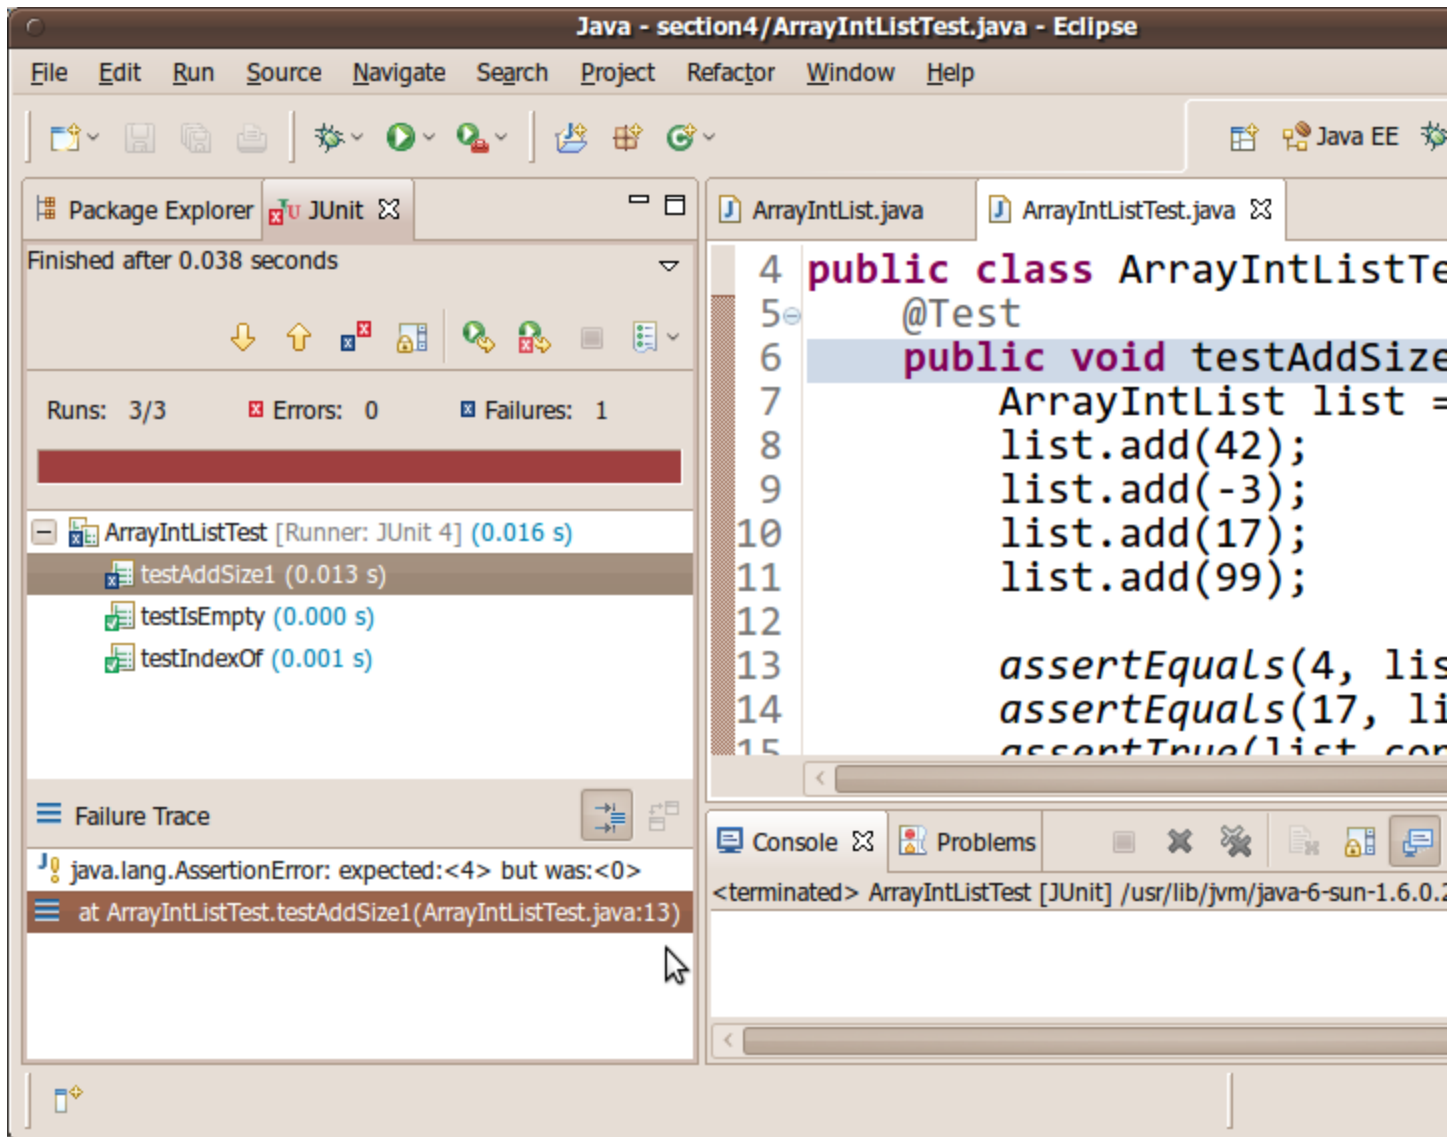 Java - section4/ArrayIntListTest.java - Eclipse
File Edit Run Source Navigate Search Project Refactor Window Help
Java EE
Package Explorer JUnit
Finished after 0.038 seconds
Runs: 3/3 Errors: 0 Failures: 1
ArrayIntListTest [Runner: JUnit 4] (0.016 s)
testAddSize1 (0.013 s)
testIsEmpty (0.000 s)
testIndexOf (0.001 s)
Failure Trace
java.lang.AssertionError: expected:<4> but was:<0>
at ArrayIntListTest.testAddSize1(ArrayIntListTest.java:13)
ArrayIntList.java ArrayIntListTest.java
4 public class ArrayIntListTe
5 @Test
6 public void testAddSize
7 ArrayIntList list =
8 list.add(42);
9 list.add(-3);
10 list.add(17);
11 list.add(99);
12
13 assertEquals(4, lis
14 assertEquals(17, li
15 assertTrue(list.con
Console Problems
<terminated> ArrayIntListTest [JUnit] /usr/lib/jvm/java-6-sun-1.6.0.2